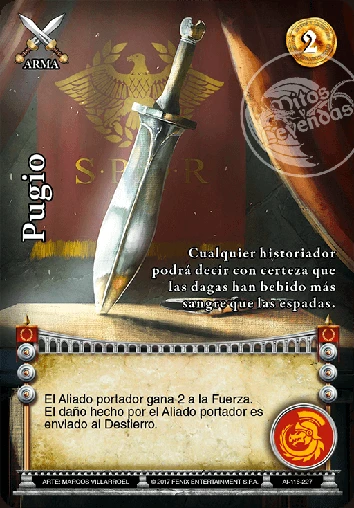 ARMA
2
Mitos y
Leyendas
SPQR
Pugio
Cualquier historiador
podrá decir con certeza que
las dagas han bebido más
sangre que las espadas.
El Aliado portador gana 2 a la Fuerza.
El daño hecho por el Aliado portador es
enviado al Destierro.
ARTE: MARCOS VILLARROEL
© 2017 FENIX ENTERTAINMENT S.P.A.